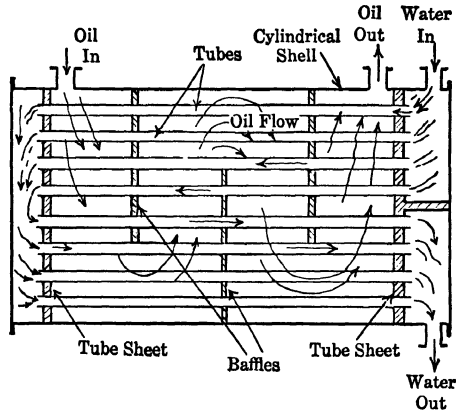 Oil
In
Tubes
Cylindrical
Shell
Oil
Out
Water
In
Oil Flow
Tube Sheet
Baffles
Tube Sheet
Water
Out